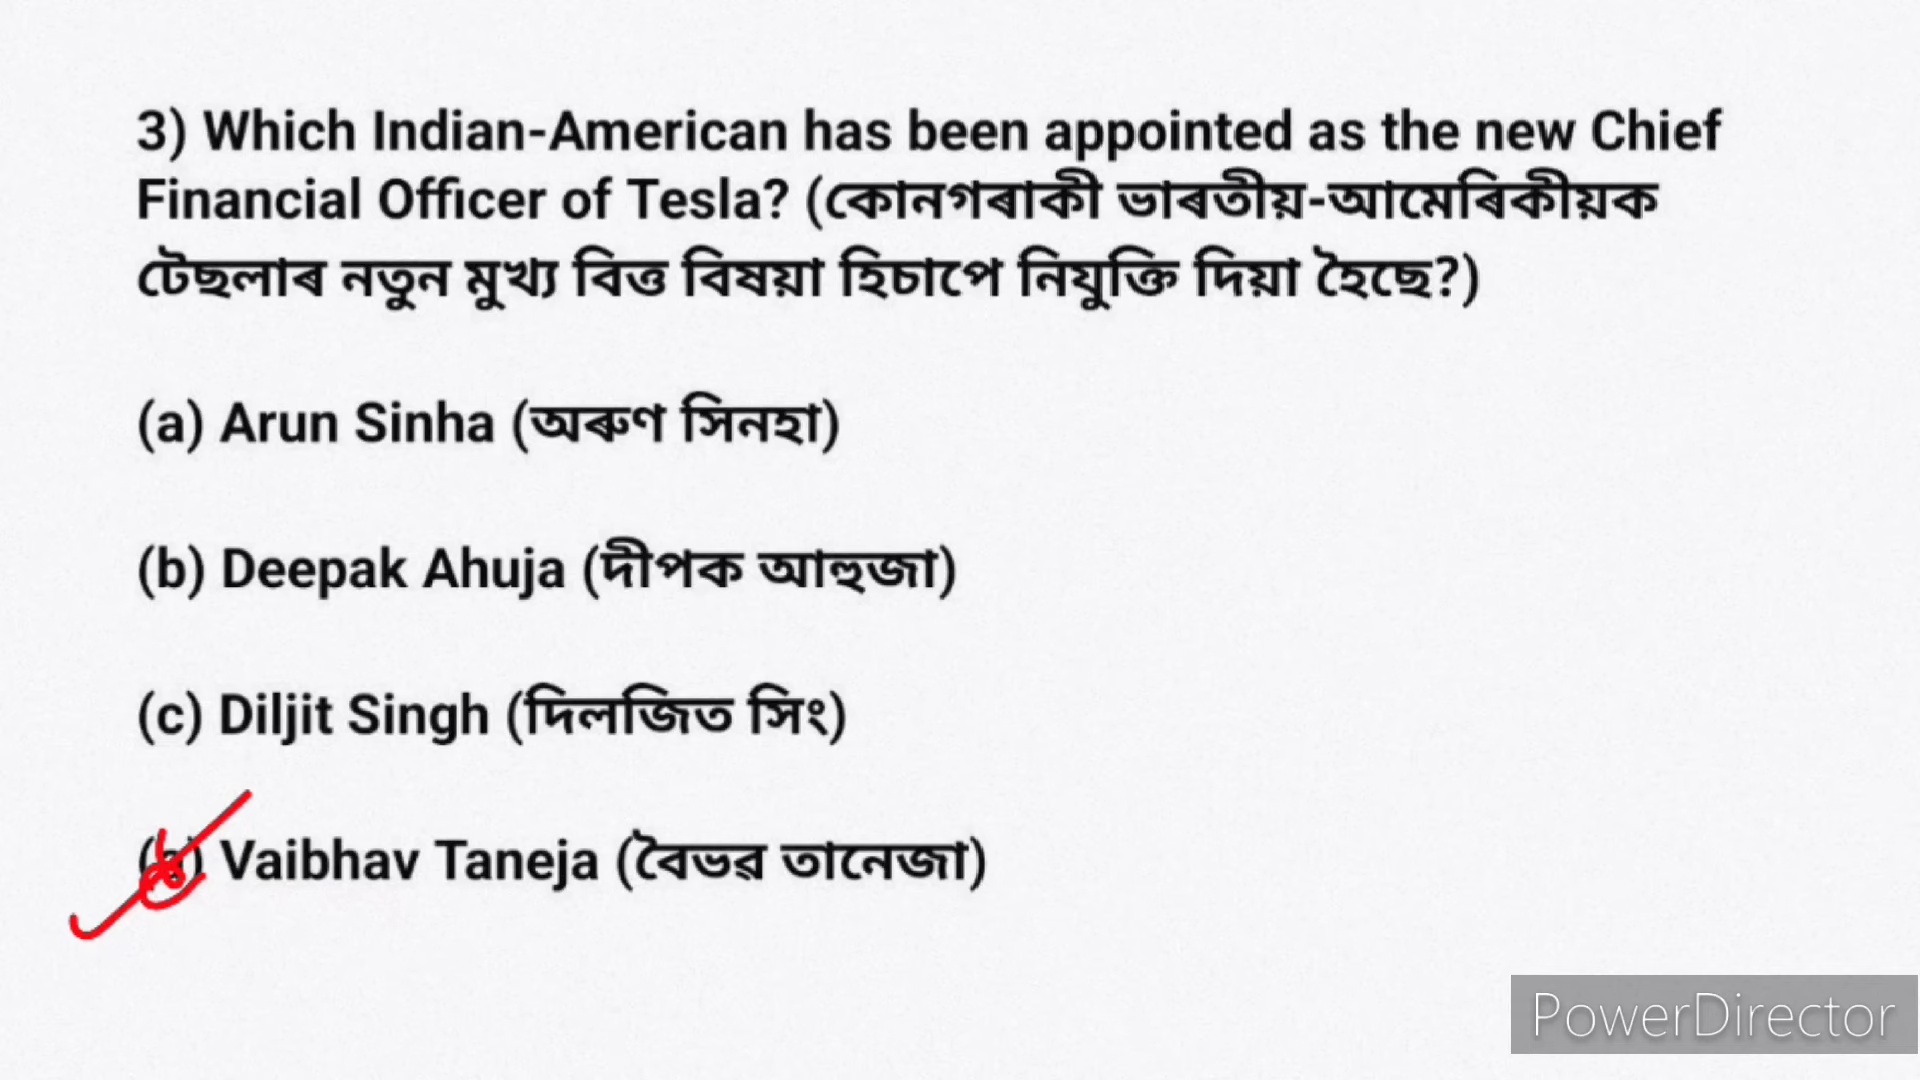 3) Which Indian-American has been appointed as the new Chief
Financial Officer of Tesla? (কোনগৰাকী ভাৰতীয়-আমেৰিকীয়ক
টেছলাৰ নতুন মুখ্য বিত্ত বিষয়া হিচাপে নিযুক্তি দিয়া হৈছে?)
(a) Arun Sinha (অৰুণ সিনহা)
(b) Deepak Ahuja (দীপক আহুজা)
(c) Diljit Singh (দিলজিত সিং)
Vaibhav Taneja (বৈভৱ তানেজা)
PowerDirector